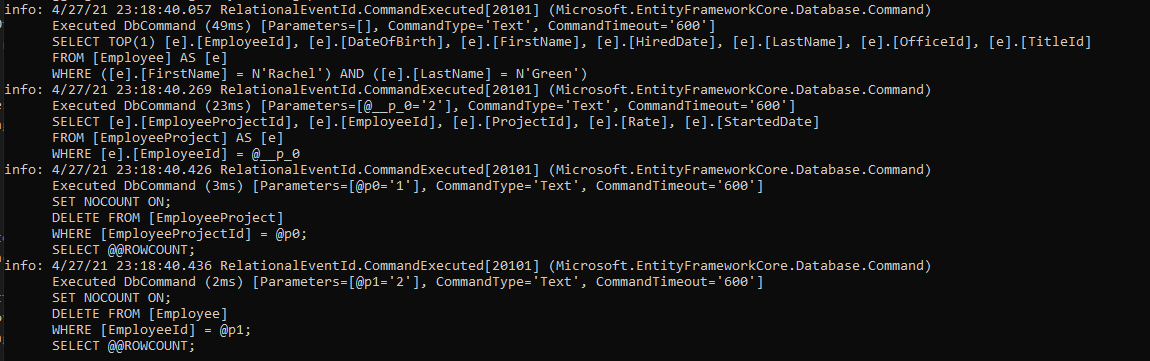 info: 4/27/21 23:18:40.057 RelationalEventId.CommandExecuted[20101] (Microsoft.EntityFrameworkCore.Database.Command)
Executed DbCommand (49ms) [Parameters=[], CommandType='Text', CommandTimeout='600']
SELECT TOP(1) [e].[EmployeeId], [e].[DateOfBirth], [e].[FirstName], [e].[HiredDate], [e].[LastName], [e].[OfficeId], [e].[TitleId]
FROM [Employee] AS [e]
WHERE ([e].[FirstName] = N'Rachel') AND ([e].[LastName] = N'Green')
info: 4/27/21 23:18:40.269 RelationalEventId.CommandExecuted[20101] (Microsoft.EntityFrameworkCore.Database.Command)
Executed DbCommand (23ms) [Parameters=[@__p_0='2'], CommandType='Text', CommandTimeout='600']
SELECT [e].[EmployeeProjectId], [e].[EmployeeId], [e].[ProjectId], [e].[Rate], [e].[StartedDate]
FROM [EmployeeProject] AS [e]
WHERE [e].[EmployeeId] = @__p_0
info: 4/27/21 23:18:40.426 RelationalEventId.CommandExecuted[20101] (Microsoft.EntityFrameworkCore.Database.Command)
Executed DbCommand (3ms) [Parameters=[@p0='1'], CommandType='Text', CommandTimeout='600']
SET NOCOUNT ON;
DELETE FROM [EmployeeProject]
WHERE [EmployeeProjectId] = @p0;
SELECT @@ROWCOUNT;
info: 4/27/21 23:18:40.436 RelationalEventId.CommandExecuted[20101] (Microsoft.EntityFrameworkCore.Database.Command)
Executed DbCommand (2ms) [Parameters=[@p1='2'], CommandType='Text', CommandTimeout='600']
SET NOCOUNT ON;
DELETE FROM [Employee]
WHERE [EmployeeId] = @p1;
SELECT @@ROWCOUNT;